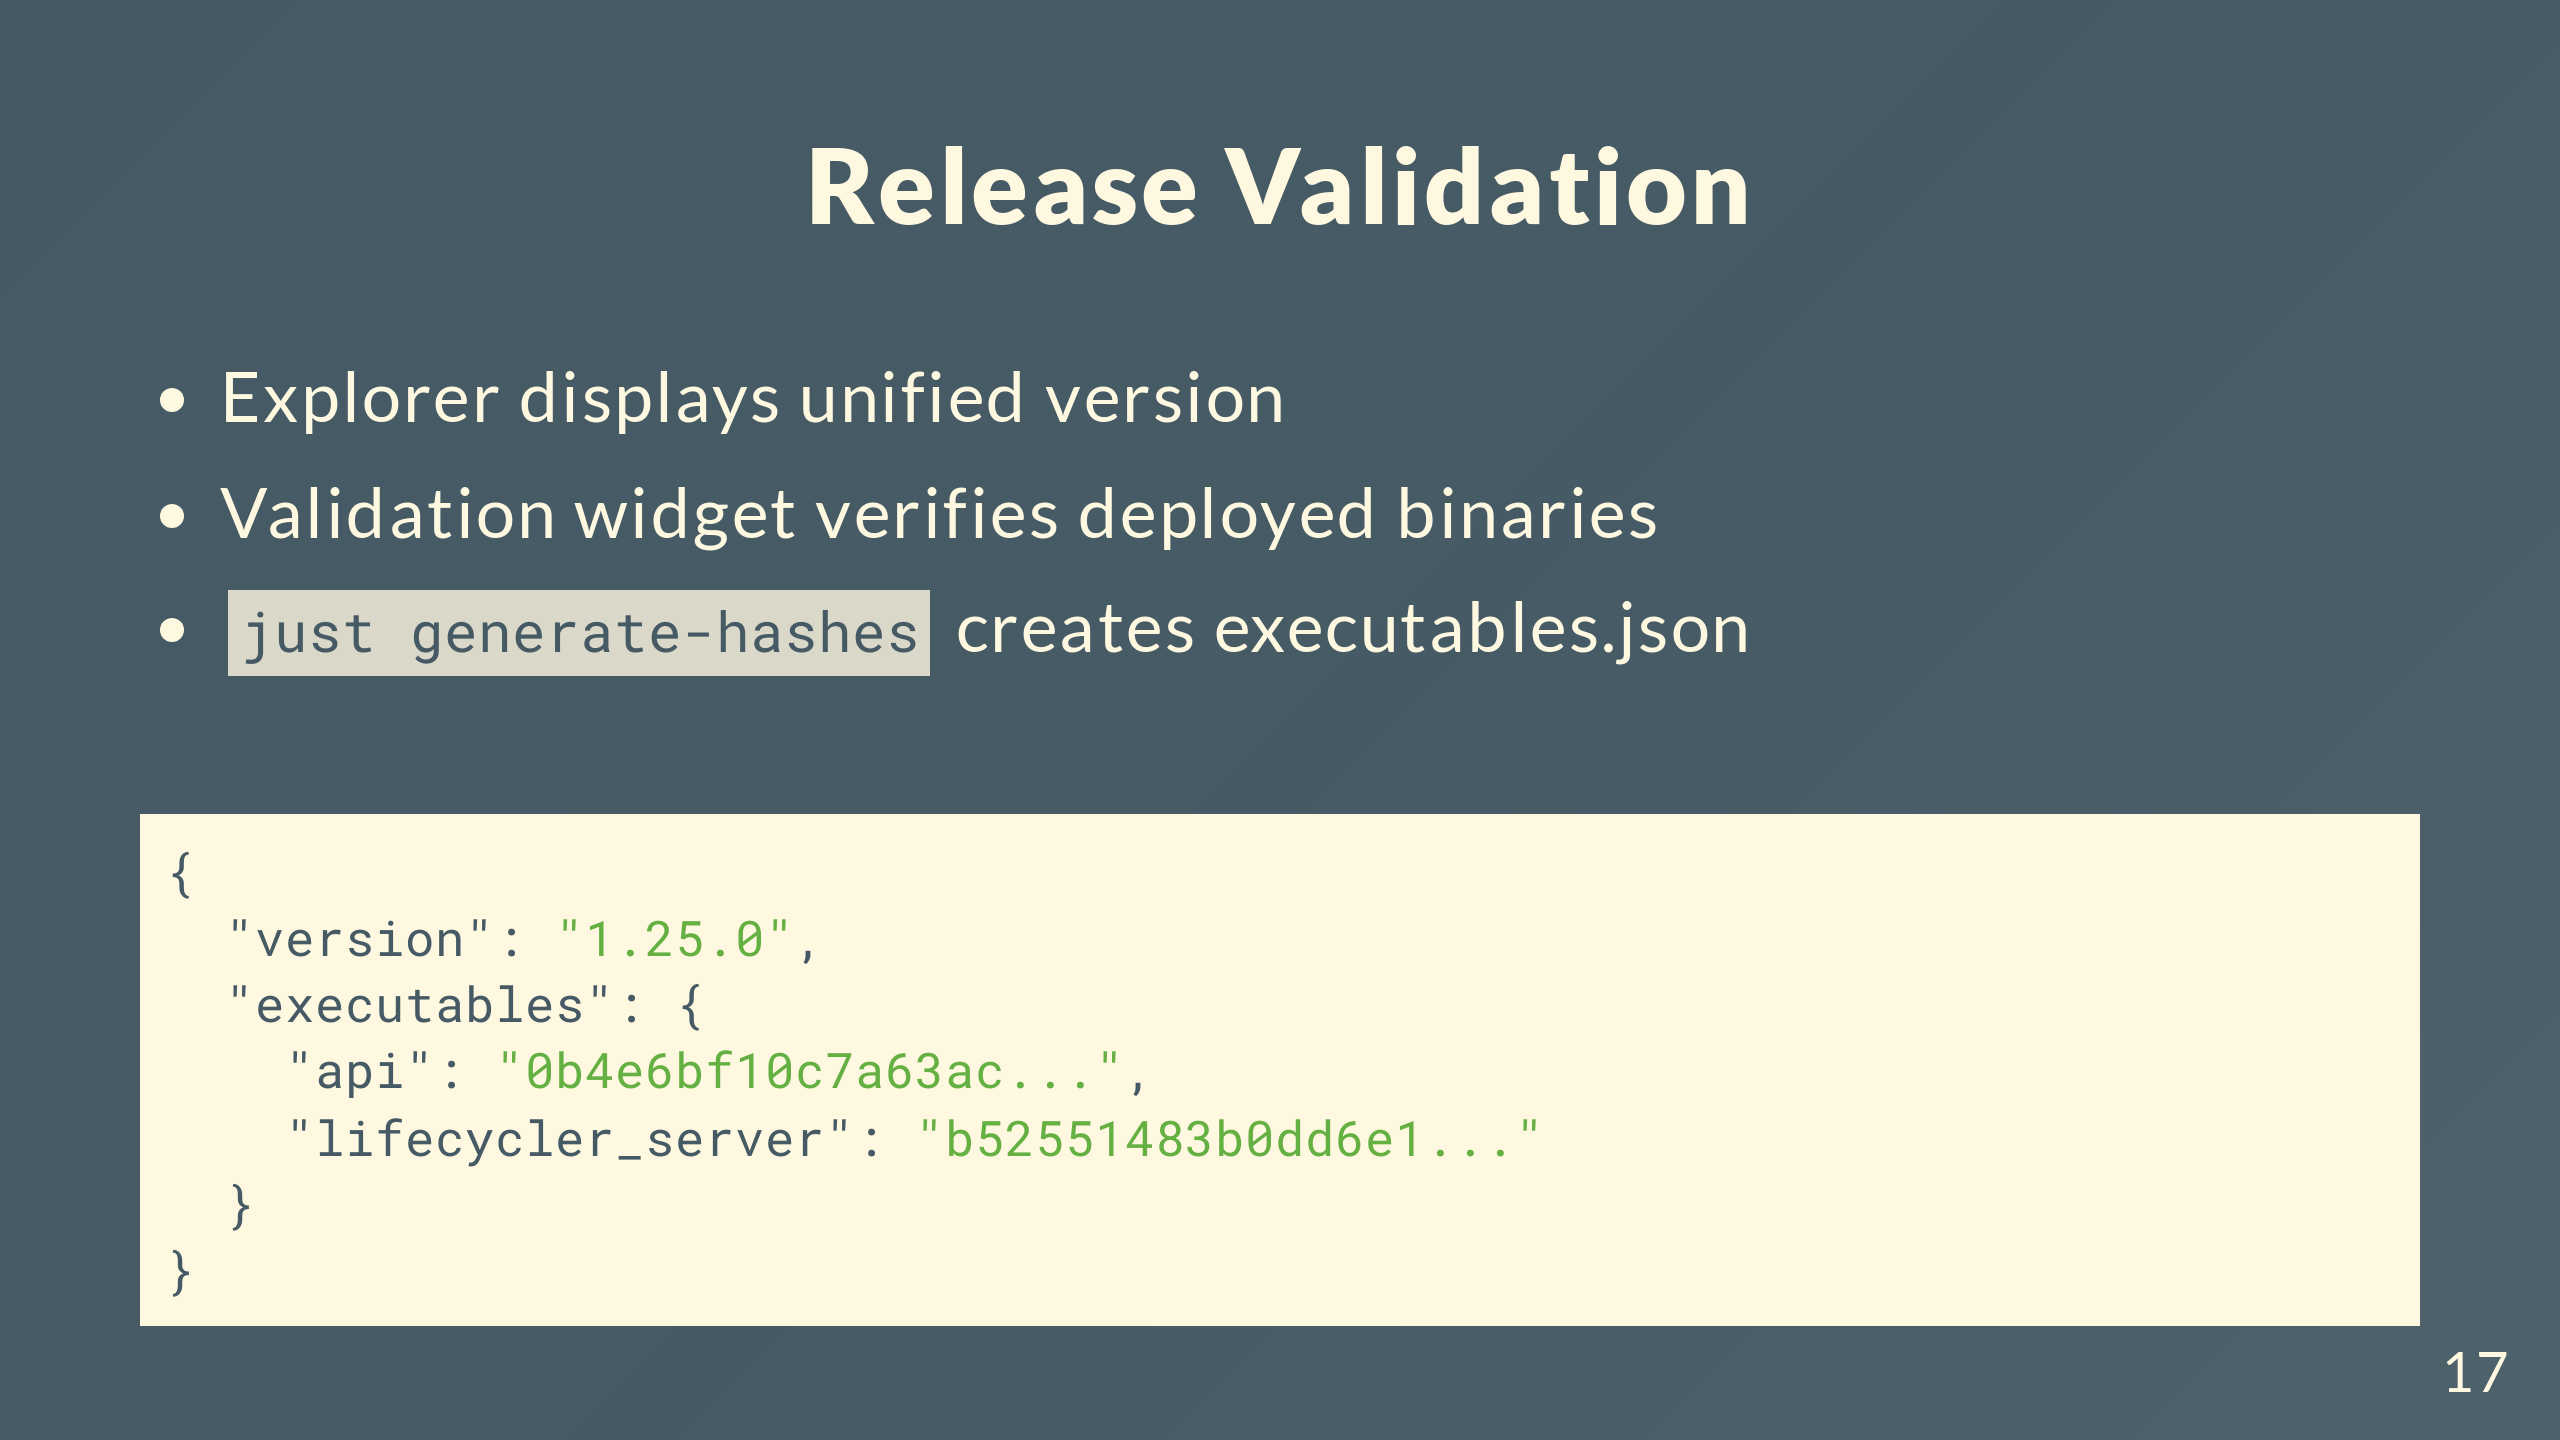 Release Validation
• Explorer displays unified version
• Validation widget verifies deployed binaries
• just generate-hashes creates executables.json
{
  "version": "1.25.0",
  "executables": {
    "api": "0b4e6bf10c7a63ac...",
    "lifecycler_server": "b52551483b0dd6e1..."
  }
}
17